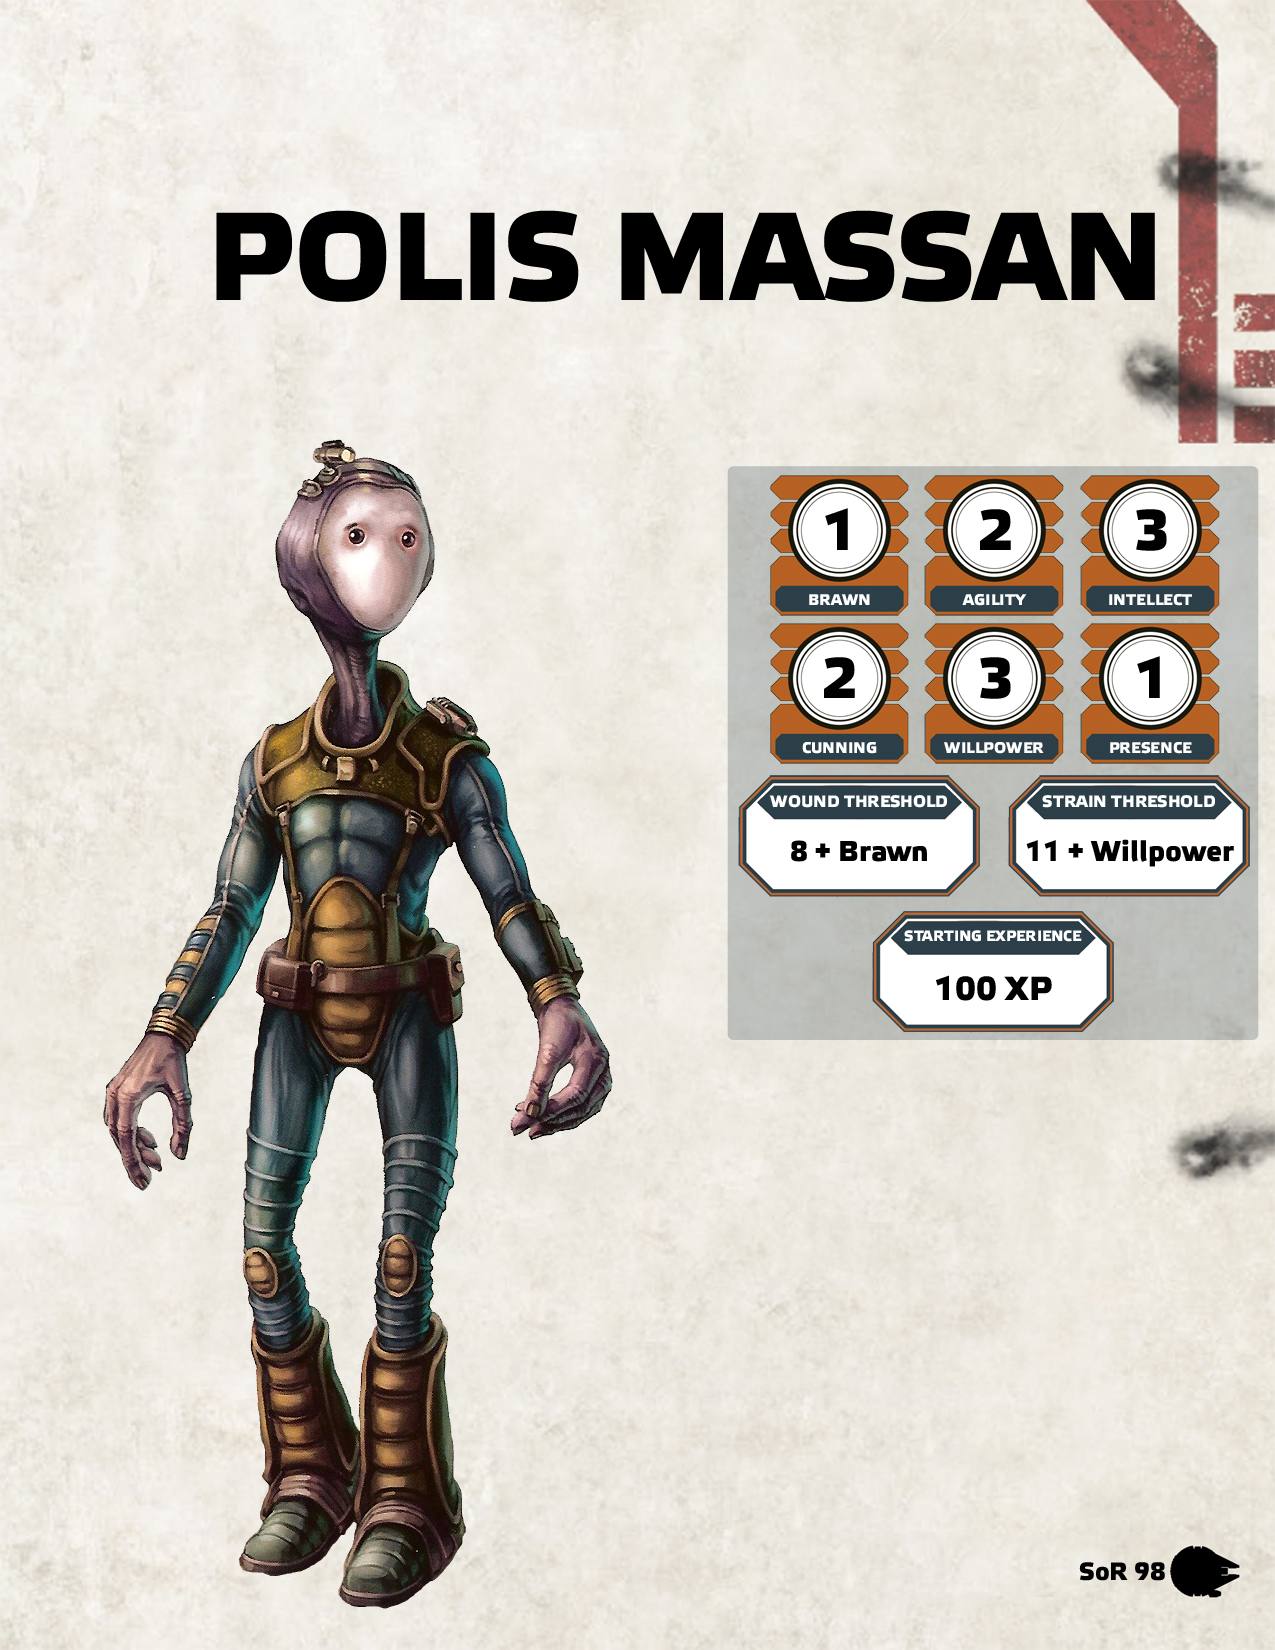 POLIS MASSAN
1 2 3
BRAWN AGILITY INTELLECT
2 3 1
CUNNING WILLPOWER PRESENCE
WOUND THRESHOLD STRAIN THRESHOLD
8 + Brawn 11 + Willpower
STARTING EXPERIENCE
100 XP
SoR 98